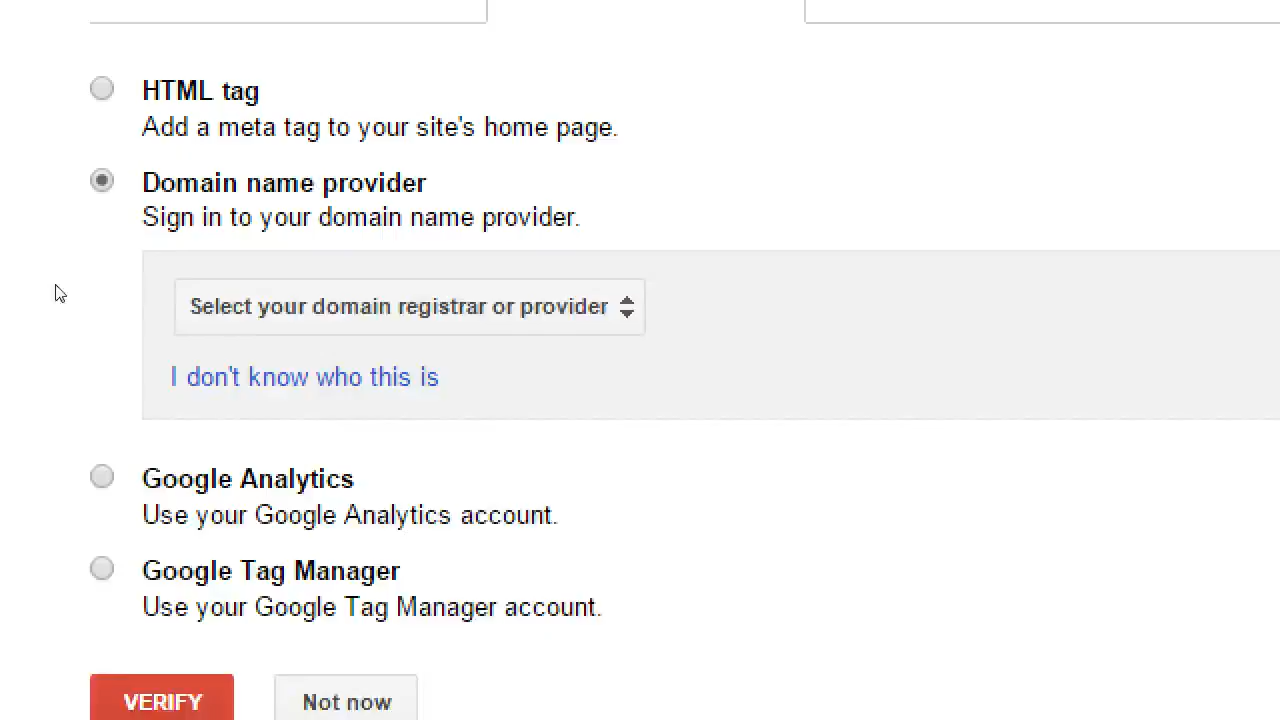 HTML tag
Add a meta tag to your site's home page.
Domain name provider
Sign in to your domain name provider.
Select your domain registrar or provider
I don't know who this is
Google Analytics
Use your Google Analytics account.
Google Tag Manager
Use your Google Tag Manager account.
VERIFY
Not now